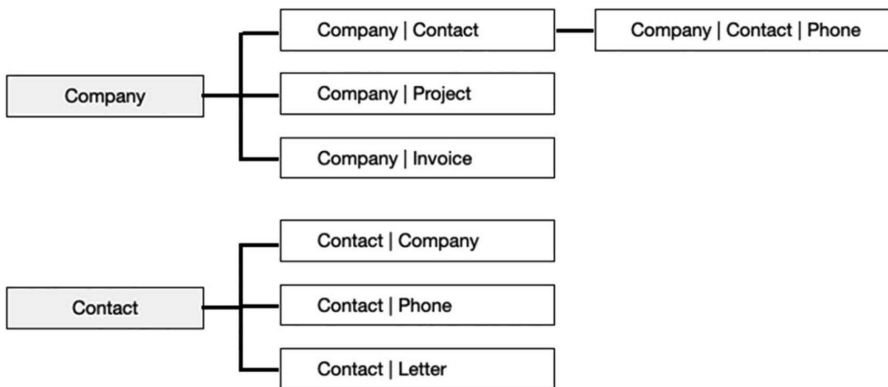 Company | Contact
Company | Contact | Phone
Company
Company | Project
Company | Invoice
Contact | Company
Contact
Contact | Phone
Contact | Letter